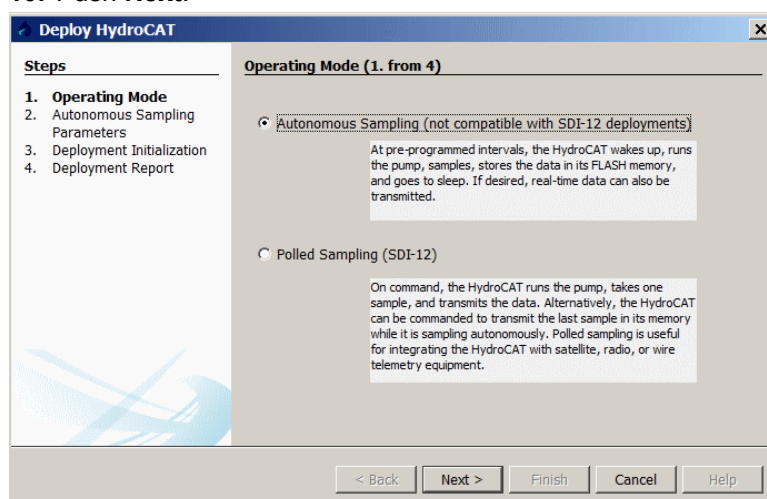 Deploy HydroCAT
Steps
1. Operating Mode
2. Autonomous Sampling
Parameters
3. Deployment Initialization
4. Deployment Report
Operating Mode (1. from 4)
Autonomous Sampling (not compatible with SDI-12 deployments)
At pre-programmed intervals, the HydroCAT wakes up, runs
the pump, samples, stores the data in its FLASH memory,
and goes to sleep. If desired, real-time data can also be
transmitted.
Polled Sampling (SDI-12)
On command, the HydroCAT runs the pump, takes one
sample, and transmits the data. Alternatively, the HydroCAT
can be commanded to transmit the last sample in its memory
while it is sampling autonomously. Polled sampling is useful
for integrating the HydroCAT with satellite, radio, or wire
telemetry equipment.
< Back
Next >
Finish
Cancel
Help